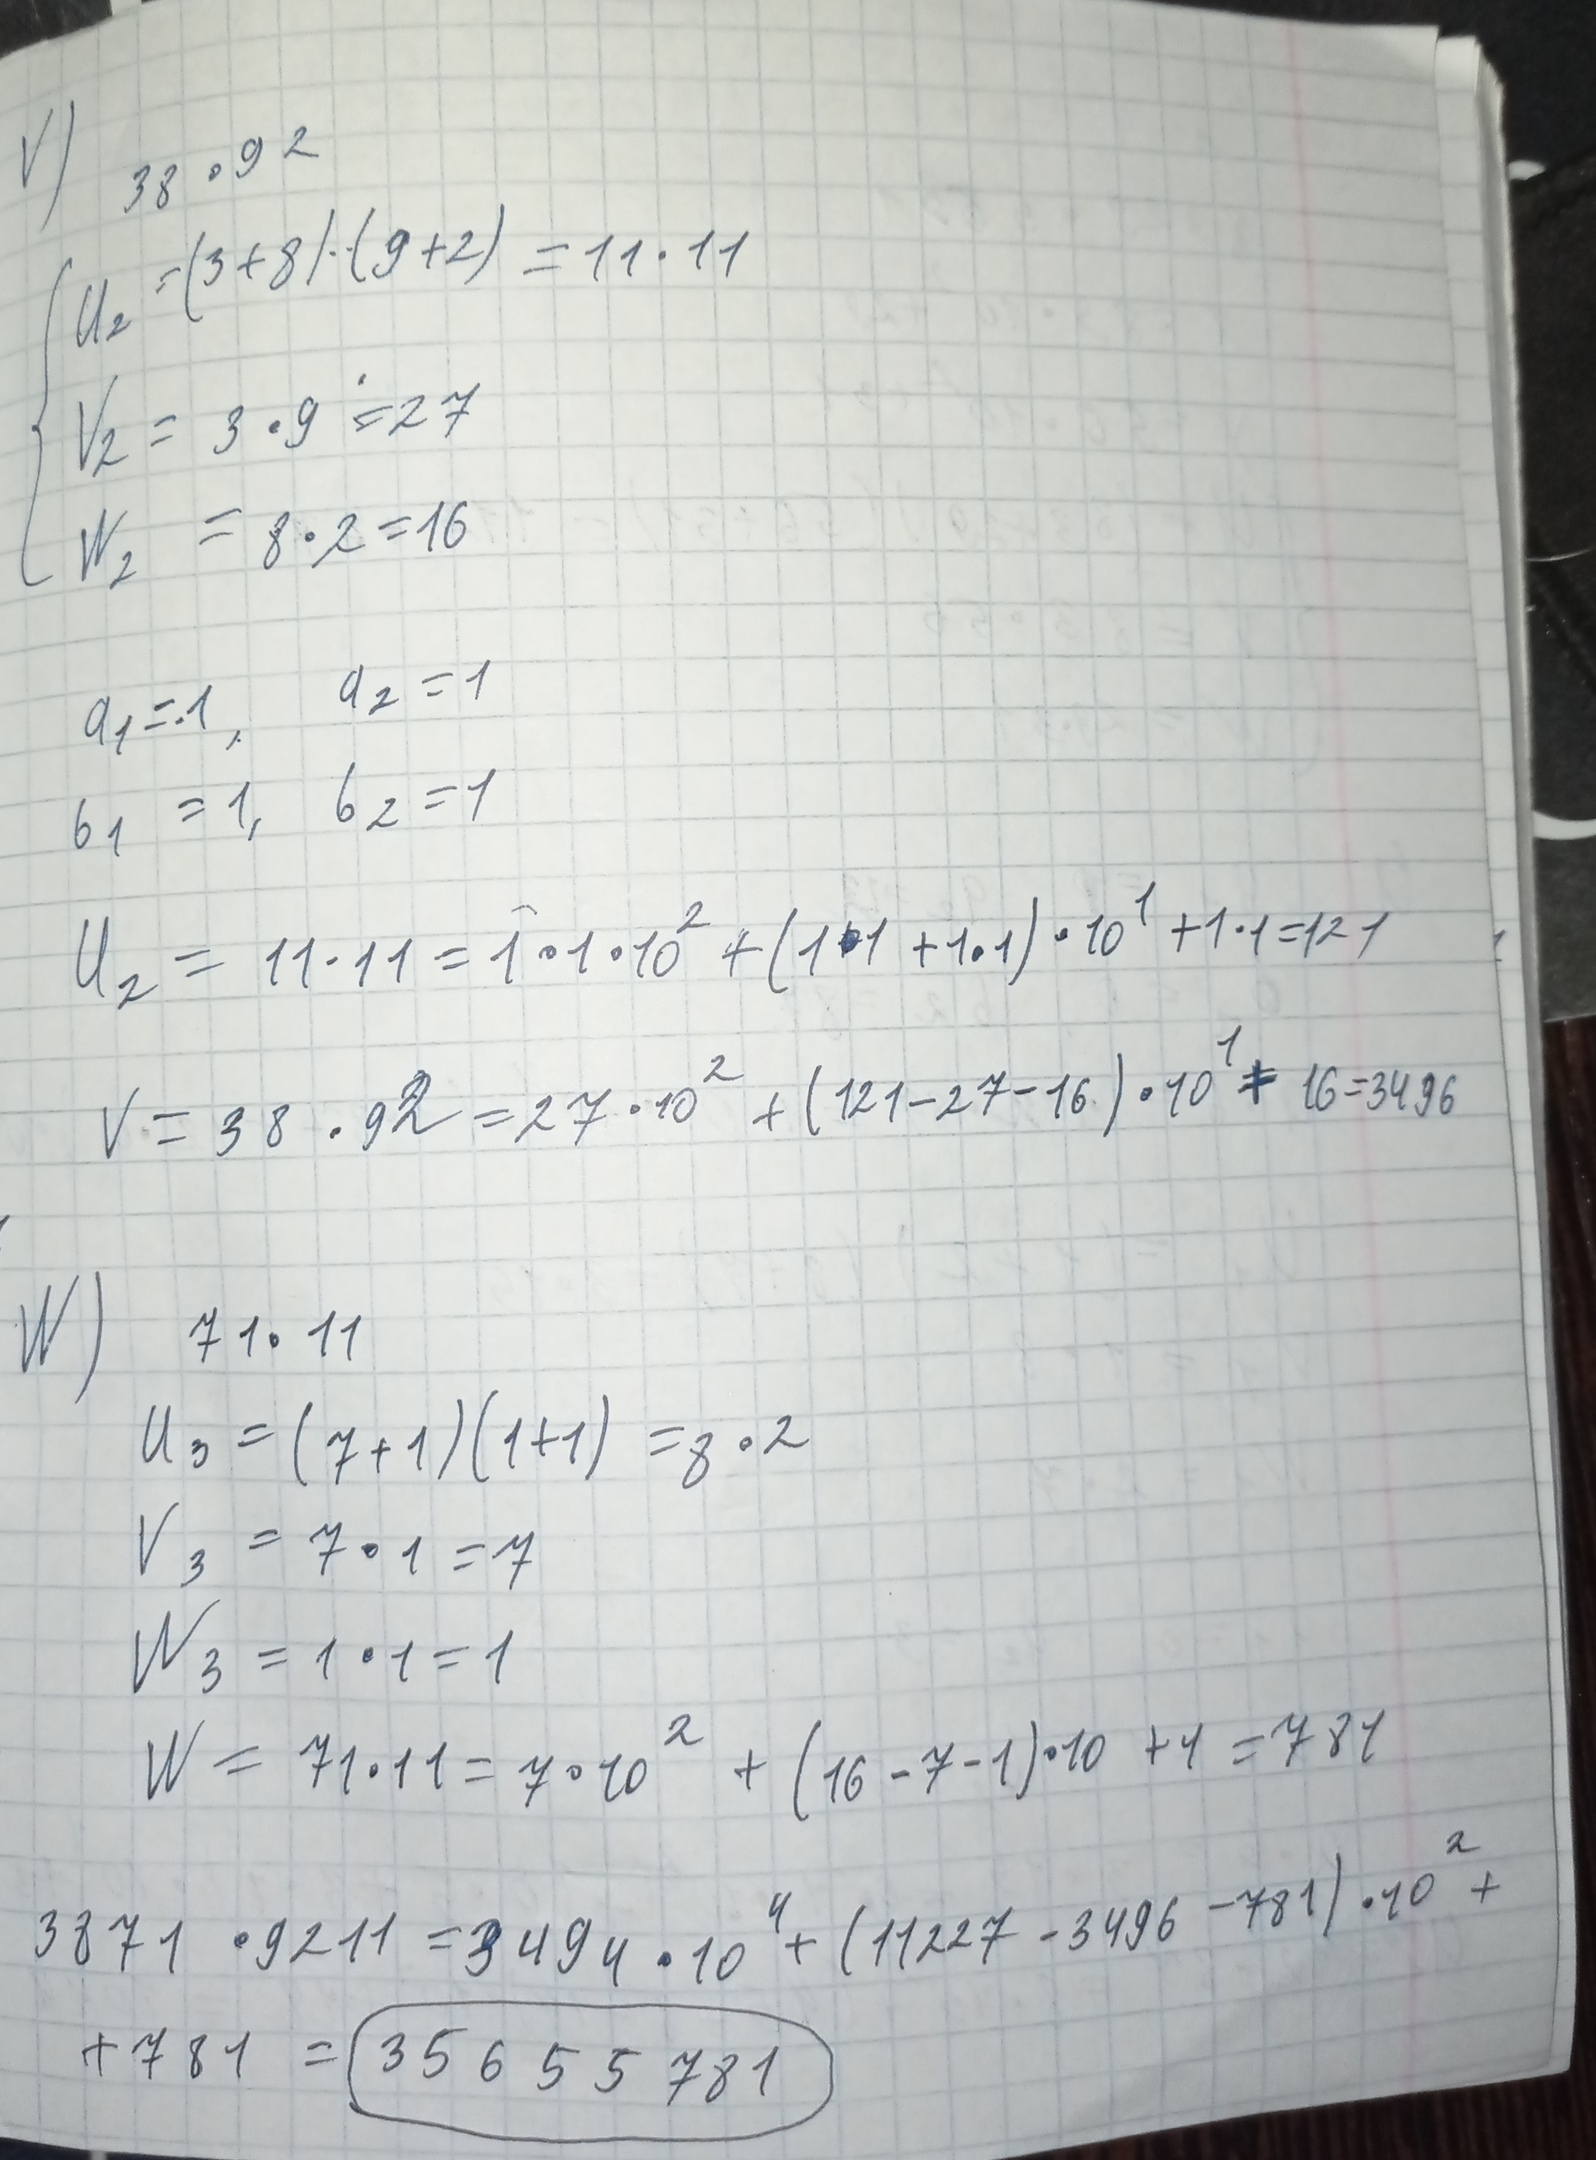 V) 38 · 92
U₂ = (3+8)·(9+2) = 11·11
V₂ = 3·9 = 27
W₂ = 8·2 = 16
a₁ = 1, a₂ = 1
b₁ = 1, b₂ = 1
U₂ = 11·11 = 1·1·10² + (1·1 + 1·1)·10¹ + 1·1 = 121
V = 38·92 = 27·10² + (121-27-16)·10¹ + 16 = 3496
W) 71·11
U₃ = (7+1)(1+1) = 8·2
V₃ = 7·1 = 7
W₃ = 1·1 = 1
W = 71·11 = 7·10² + (16-7-1)·10 + 1 = 781
3871·9211 = 3494·10⁴ + (11227-3496-781)·10² +
+781 = 35655781